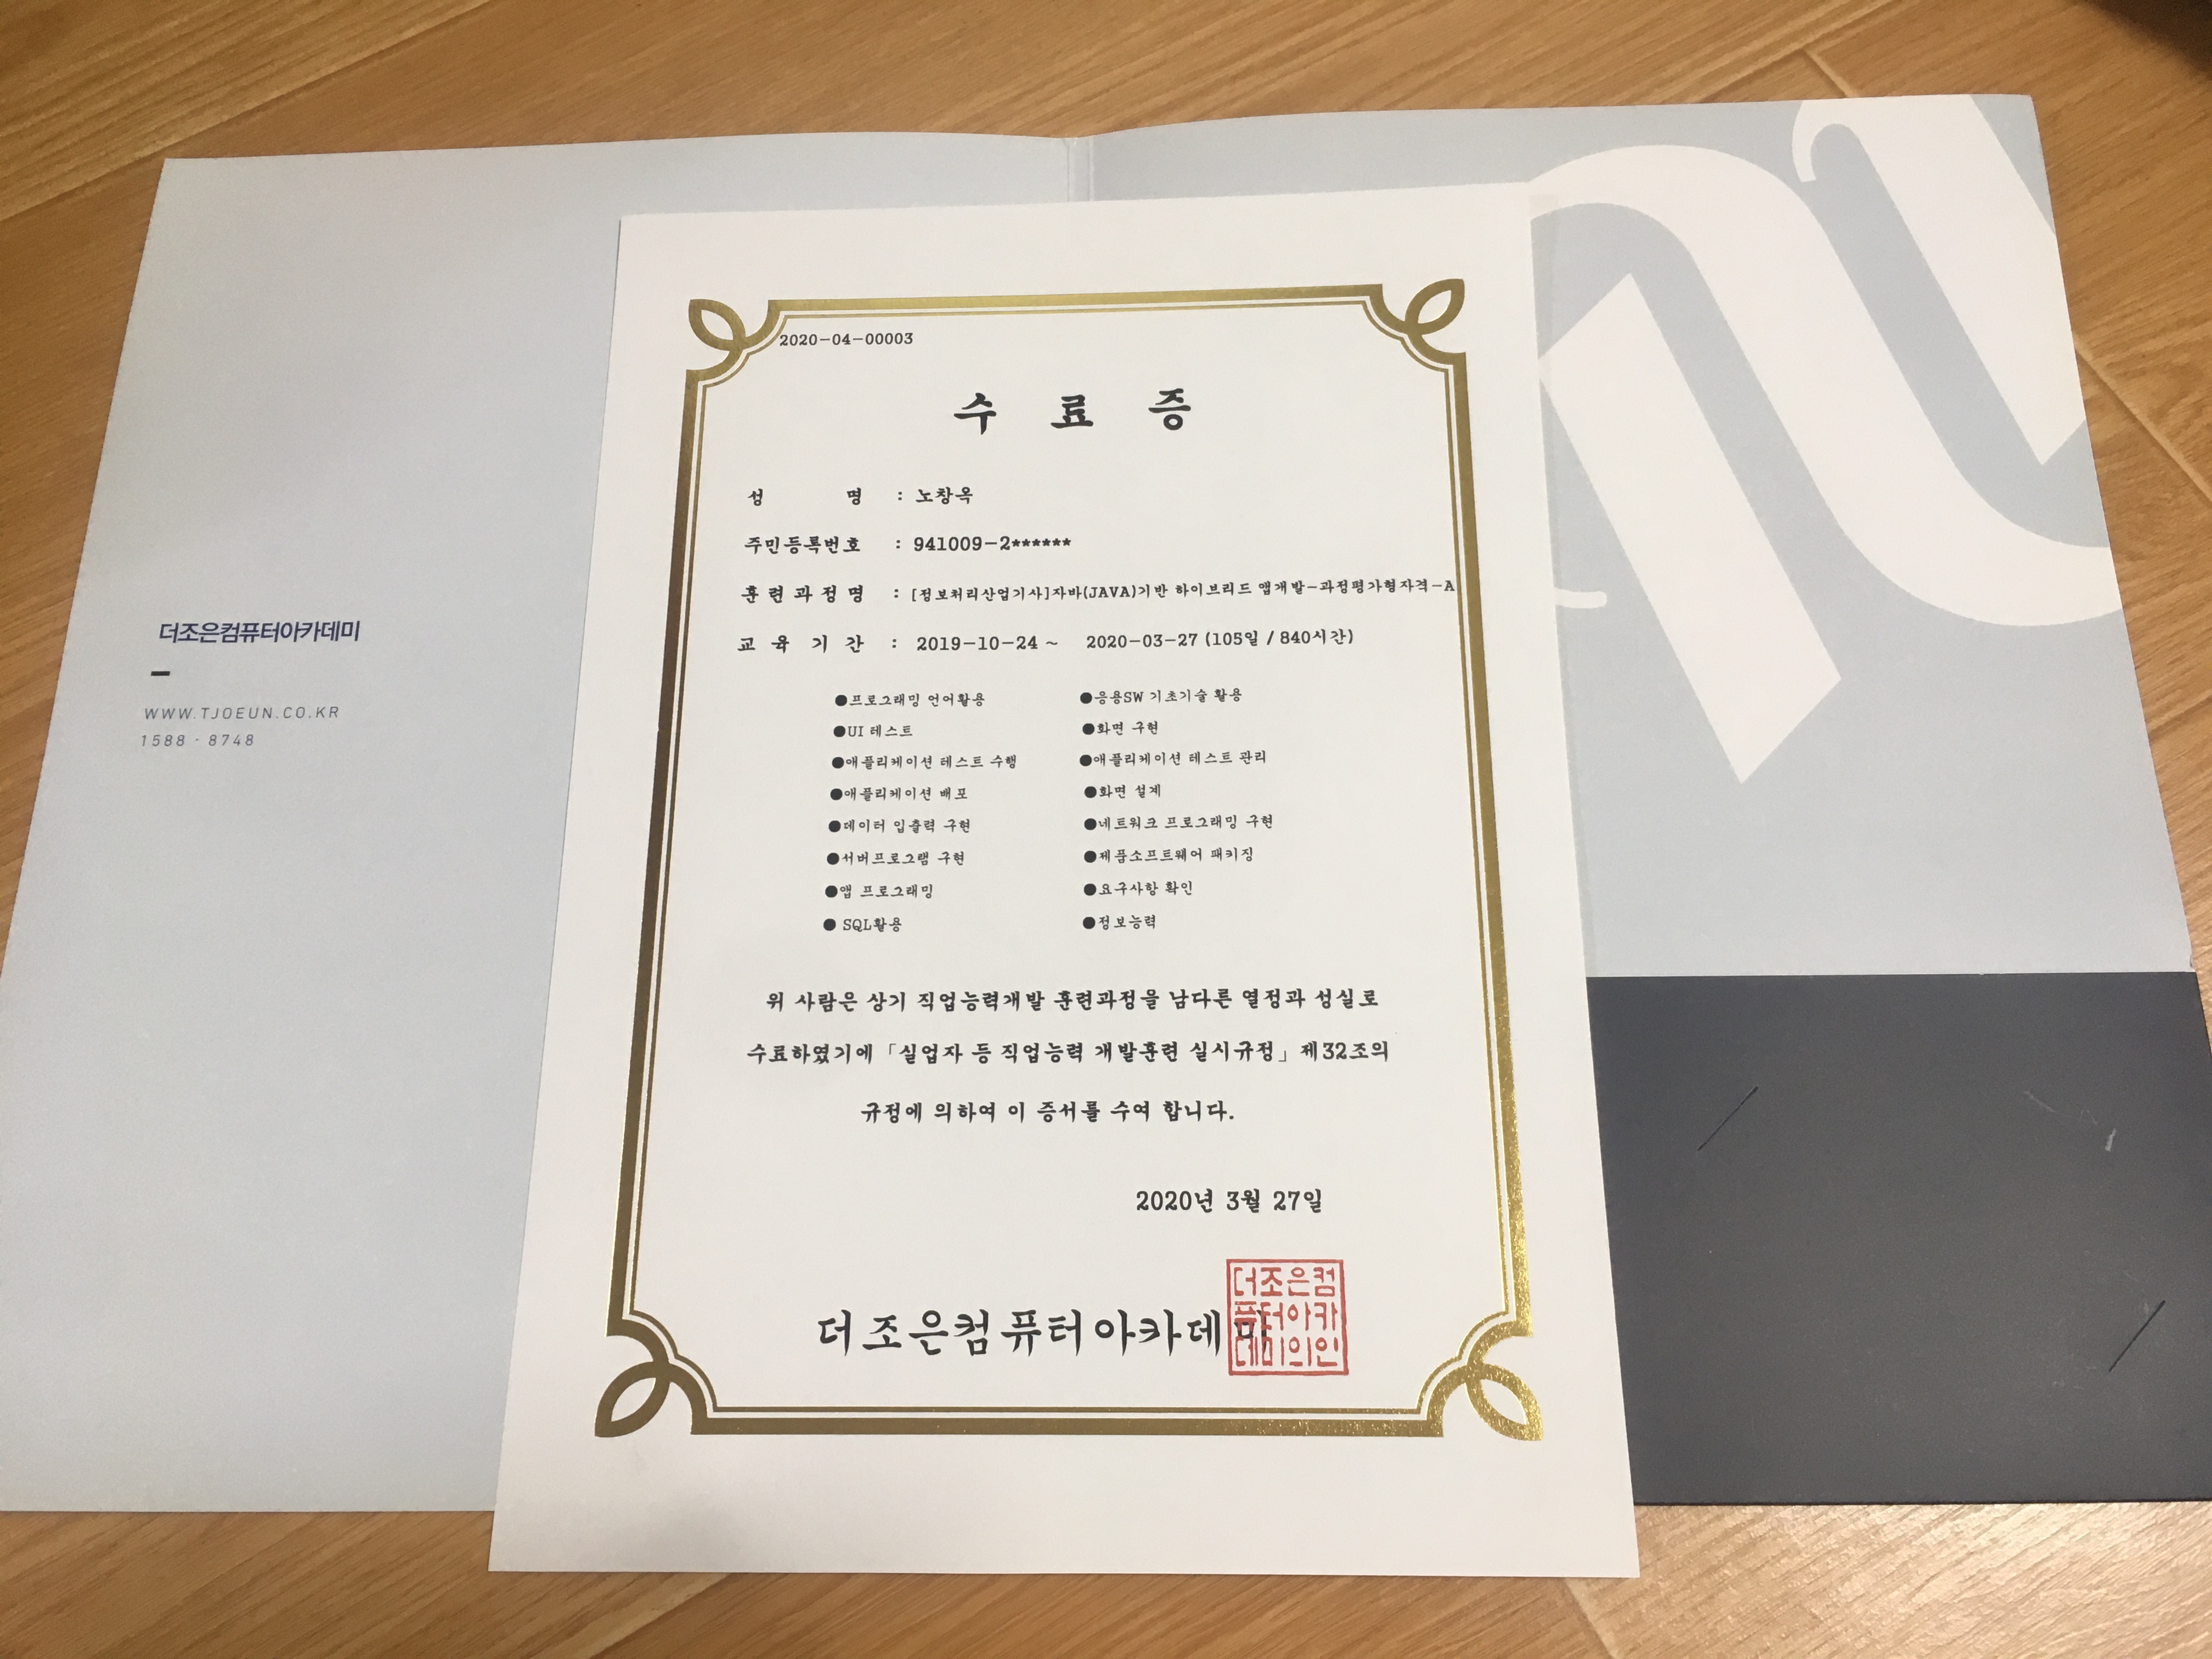 더조은컴퓨터아카데미
WWW.TJOEUN.CO.KR
1588 - 8748
2020-04-00003
수 료 증
성 명 : 노창욱
주민등록번호 : 941009-2******
훈 련 과 정 명 : [정보처리산업기사]자바(JAVA)기반 하이브리드 앱개발-과정평가형자격-A
교 육 기 간 : 2019-10-24 ~ 2020-03-27 (105일 / 840시간)
●프로그래밍 언어활용 ●응용SW 기초기술 활용
●UI 테스트 ●화면 구현
●애플리케이션 테스트 수행 ●애플리케이션 테스트 관리
●애플리케이션 배포 ●화면 설계
●데이터 입출력 구현 ●네트워크 프로그래밍 구현
●서버프로그램 구현 ●제품소프트웨어 패키징
●앱 프로그래밍 ●요구사항 확인
●SQL활용 ●정보능력
위 사람은 상기 직업능력개발 훈련과정을 남다른 열정과 성실로
수료하였기에 「실업자 등 직업능력 개발훈련 실시규정」 제32조의
규정에 의하여 이 증서를 수여 합니다.
2020년 3월 27일
더조은컴퓨터아카데미
더조은컴
퓨터아카
데미의인